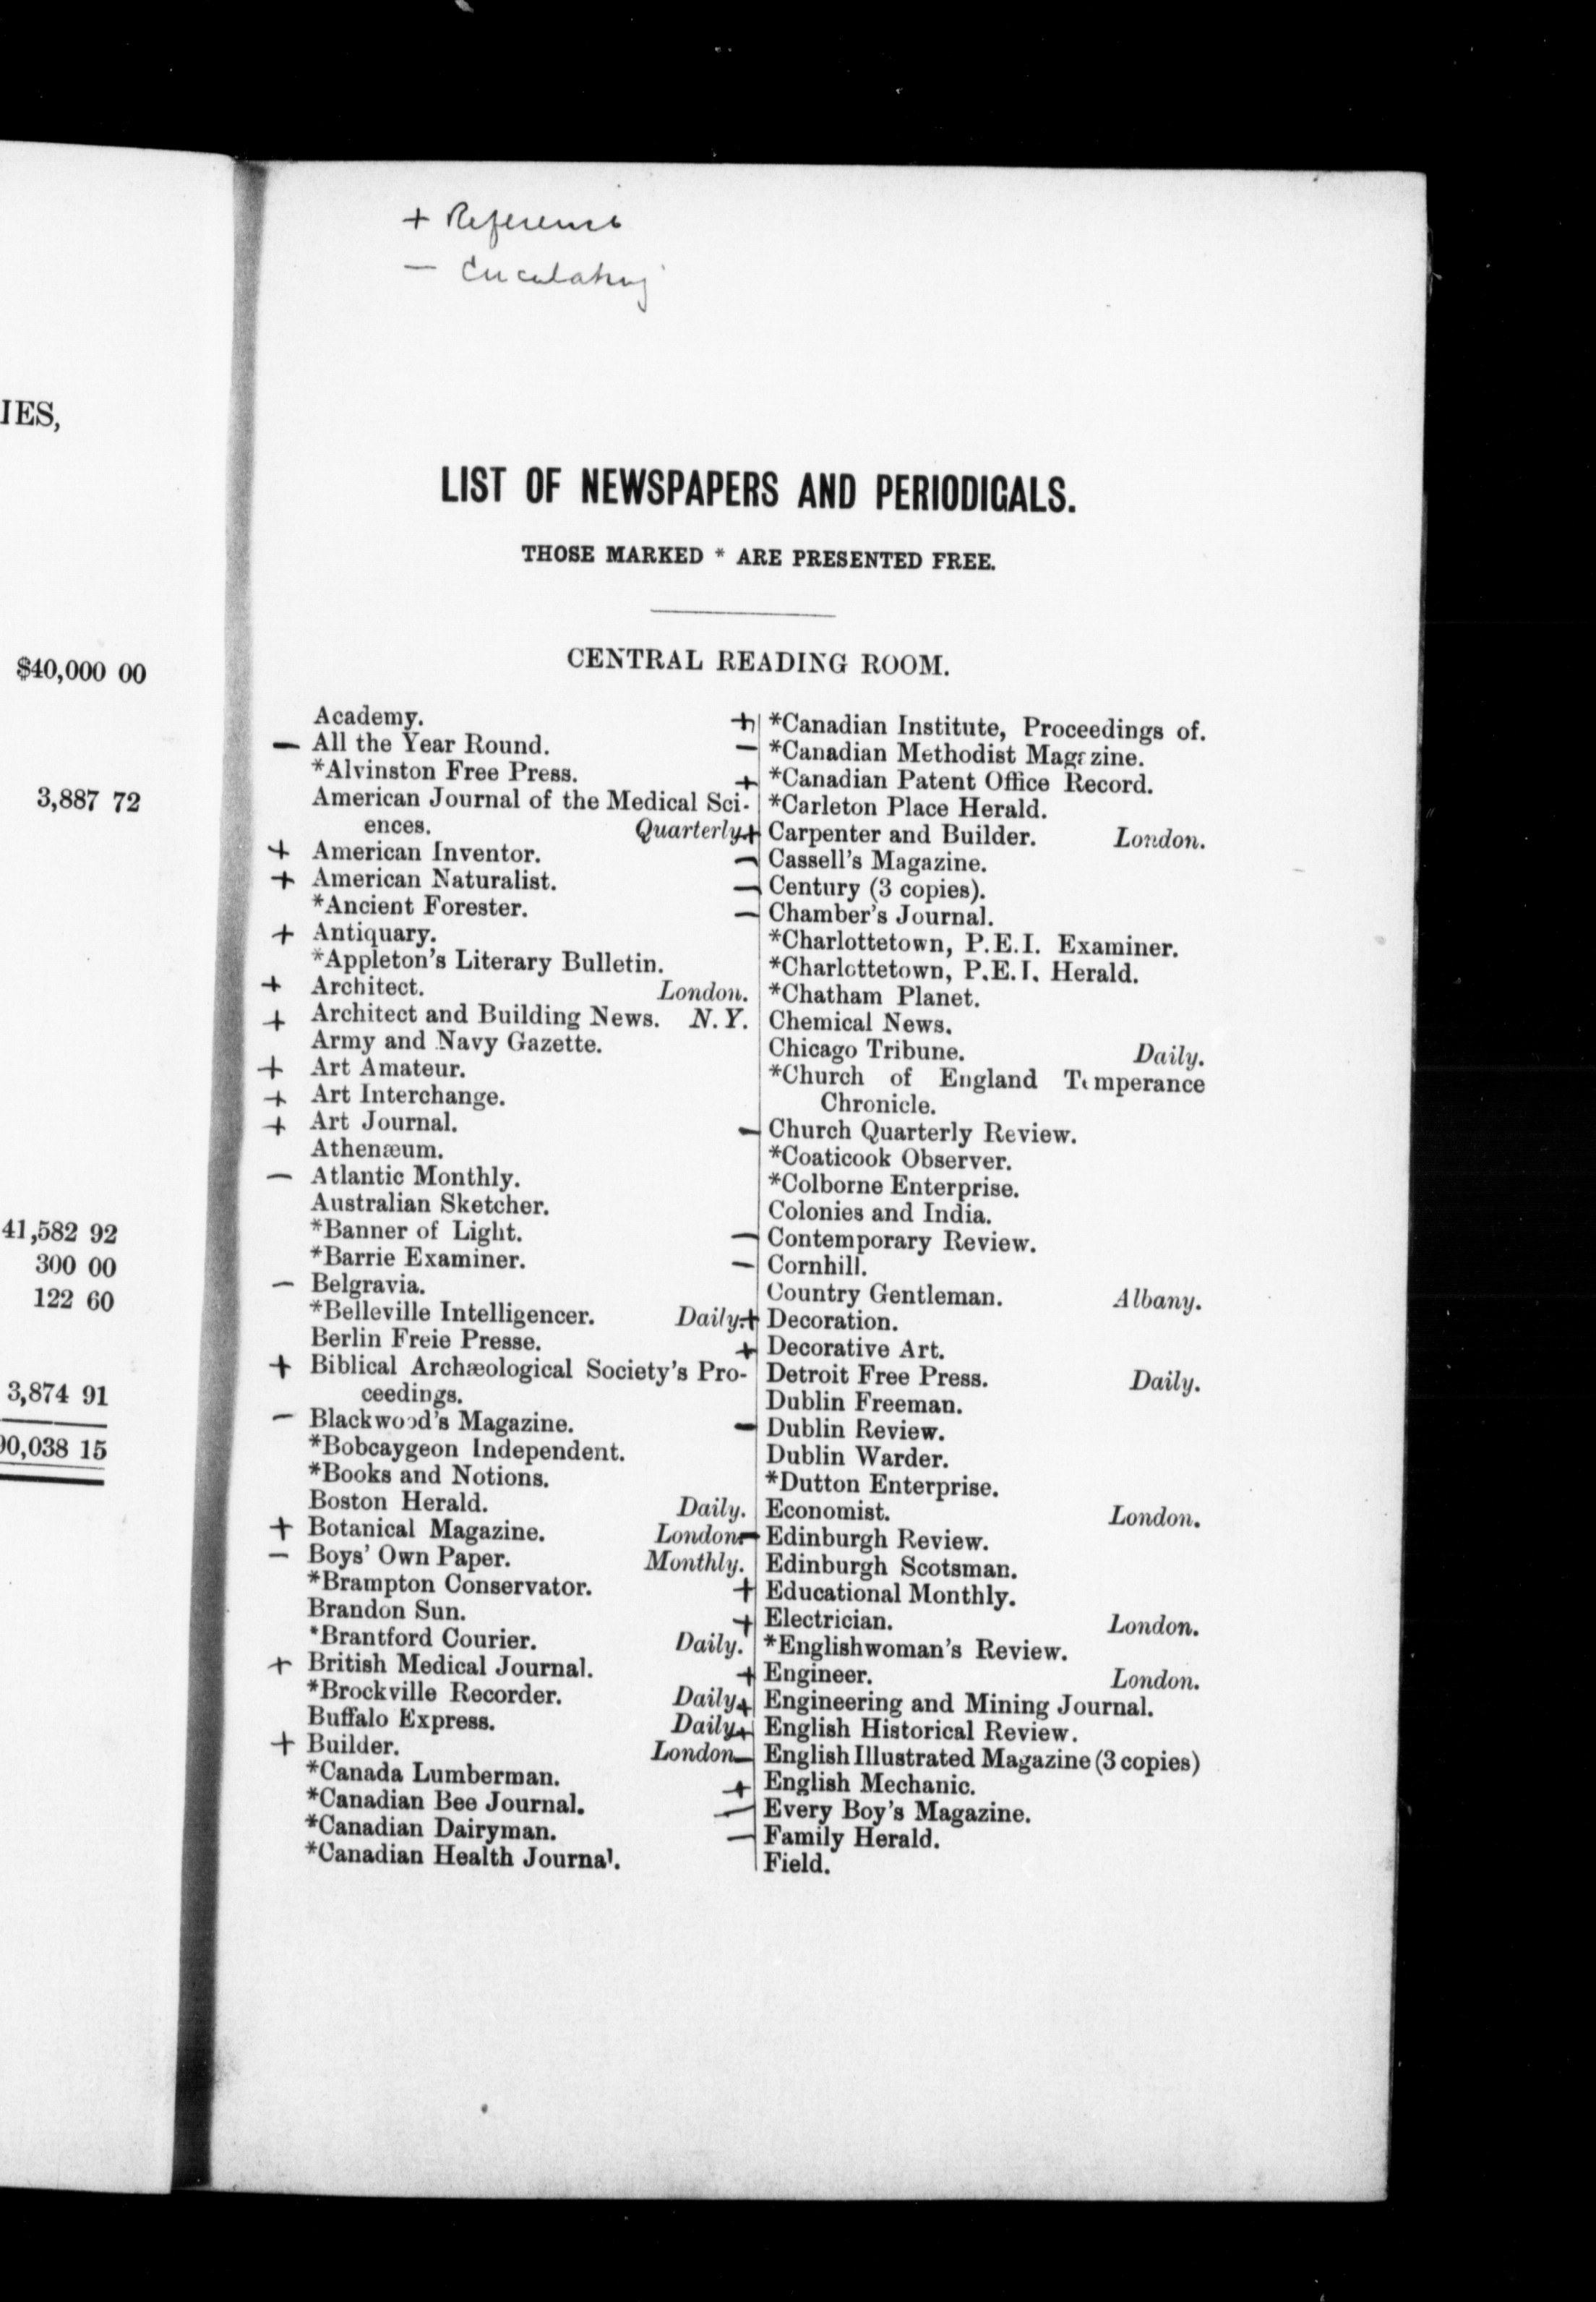 IES,
$40,000 00
3,887 72
41,582 92
300 00
122 60
3,874 91
90,038 15
+ Reference
— Circulating
LIST OF NEWSPAPERS AND PERIODICALS.
THOSE MARKED * ARE PRESENTED FREE.
CENTRAL READING ROOM.
Academy.
— All the Year Round.
*Alvinston Free Press.
American Journal of the Medical Sci-
ences. Quarterly.
+ American Inventor.
+ American Naturalist.
*Ancient Forester.
+ Antiquary.
*Appleton's Literary Bulletin.
+ Architect. London.
+ Architect and Building News. N. Y.
Army and Navy Gazette.
+ Art Amateur.
+ Art Interchange.
+ Art Journal.
Athenæum.
— Atlantic Monthly.
Australian Sketcher.
*Banner of Light.
*Barrie Examiner.
— Belgravia.
*Belleville Intelligencer. Daily.
Berlin Freie Presse.
+ Biblical Archæological Society's Pro-
ceedings.
— Blackwood's Magazine.
*Bobcaygeon Independent.
*Books and Notions.
Boston Herald. Daily.
+ Botanical Magazine. London.
— Boys' Own Paper. Monthly.
*Brampton Conservator.
Brandon Sun.
*Brantford Courier. Daily.
+ British Medical Journal.
*Brockville Recorder. Daily.
Buffalo Express. Daily.
+ Builder. London.
*Canada Lumberman.
*Canadian Bee Journal.
*Canadian Dairyman.
*Canadian Health Journal.
+ *Canadian Institute, Proceedings of.
— *Canadian Methodist Magazine.
+ *Canadian Patent Office Record.
*Carleton Place Herald.
+ Carpenter and Builder. London.
— Cassell's Magazine.
— Century (3 copies).
— Chamber's Journal.
*Charlottetown, P.E.I. Examiner.
*Charlottetown, P.E.I. Herald.
*Chatham Planet.
Chemical News.
Chicago Tribune. Daily.
*Church of England Temperance
Chronicle.
— Church Quarterly Review.
*Coaticook Observer.
*Colborne Enterprise.
Colonies and India.
— Contemporary Review.
— Cornhill.
Country Gentleman. Albany.
+ Decoration.
+ Decorative Art.
Detroit Free Press. Daily.
Dublin Freeman.
— Dublin Review.
Dublin Warder.
*Dutton Enterprise.
Economist. London.
— Edinburgh Review.
Edinburgh Scotsman.
+ Educational Monthly.
+ Electrician. London.
*Englishwoman's Review.
+ Engineer. London.
+ Engineering and Mining Journal.
+ English Historical Review.
— English Illustrated Magazine (3 copies)
+ English Mechanic.
— Every Boy's Magazine.
— Family Herald.
Field.